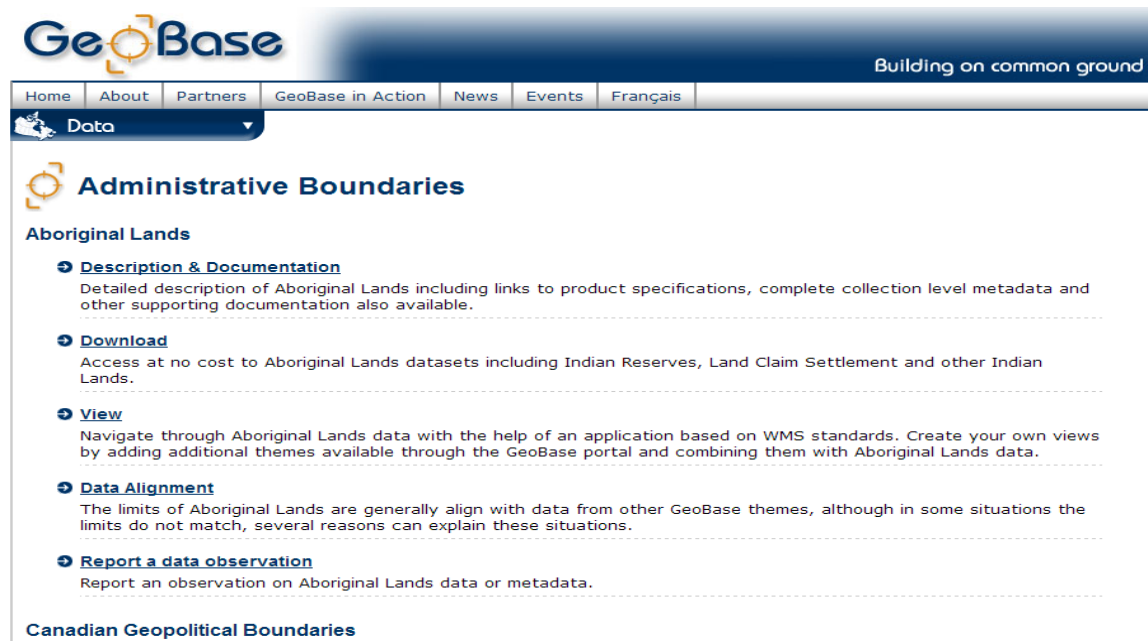 GeoBase
Building on common ground
Home About Partners GeoBase in Action News Events Français
Data
Administrative Boundaries
Aboriginal Lands
Description & Documentation
Detailed description of Aboriginal Lands including links to product specifications, complete collection level metadata and
other supporting documentation also available.
Download
Access at no cost to Aboriginal Lands datasets including Indian Reserves, Land Claim Settlement and other Indian
Lands.
View
Navigate through Aboriginal Lands data with the help of an application based on WMS standards. Create your own views
by adding additional themes available through the GeoBase portal and combining them with Aboriginal Lands data.
Data Alignment
The limits of Aboriginal Lands are generally align with data from other GeoBase themes, although in some situations the
limits do not match, several reasons can explain these situations.
Report a data observation
Report an observation on Aboriginal Lands data or metadata.
Canadian Geopolitical Boundaries